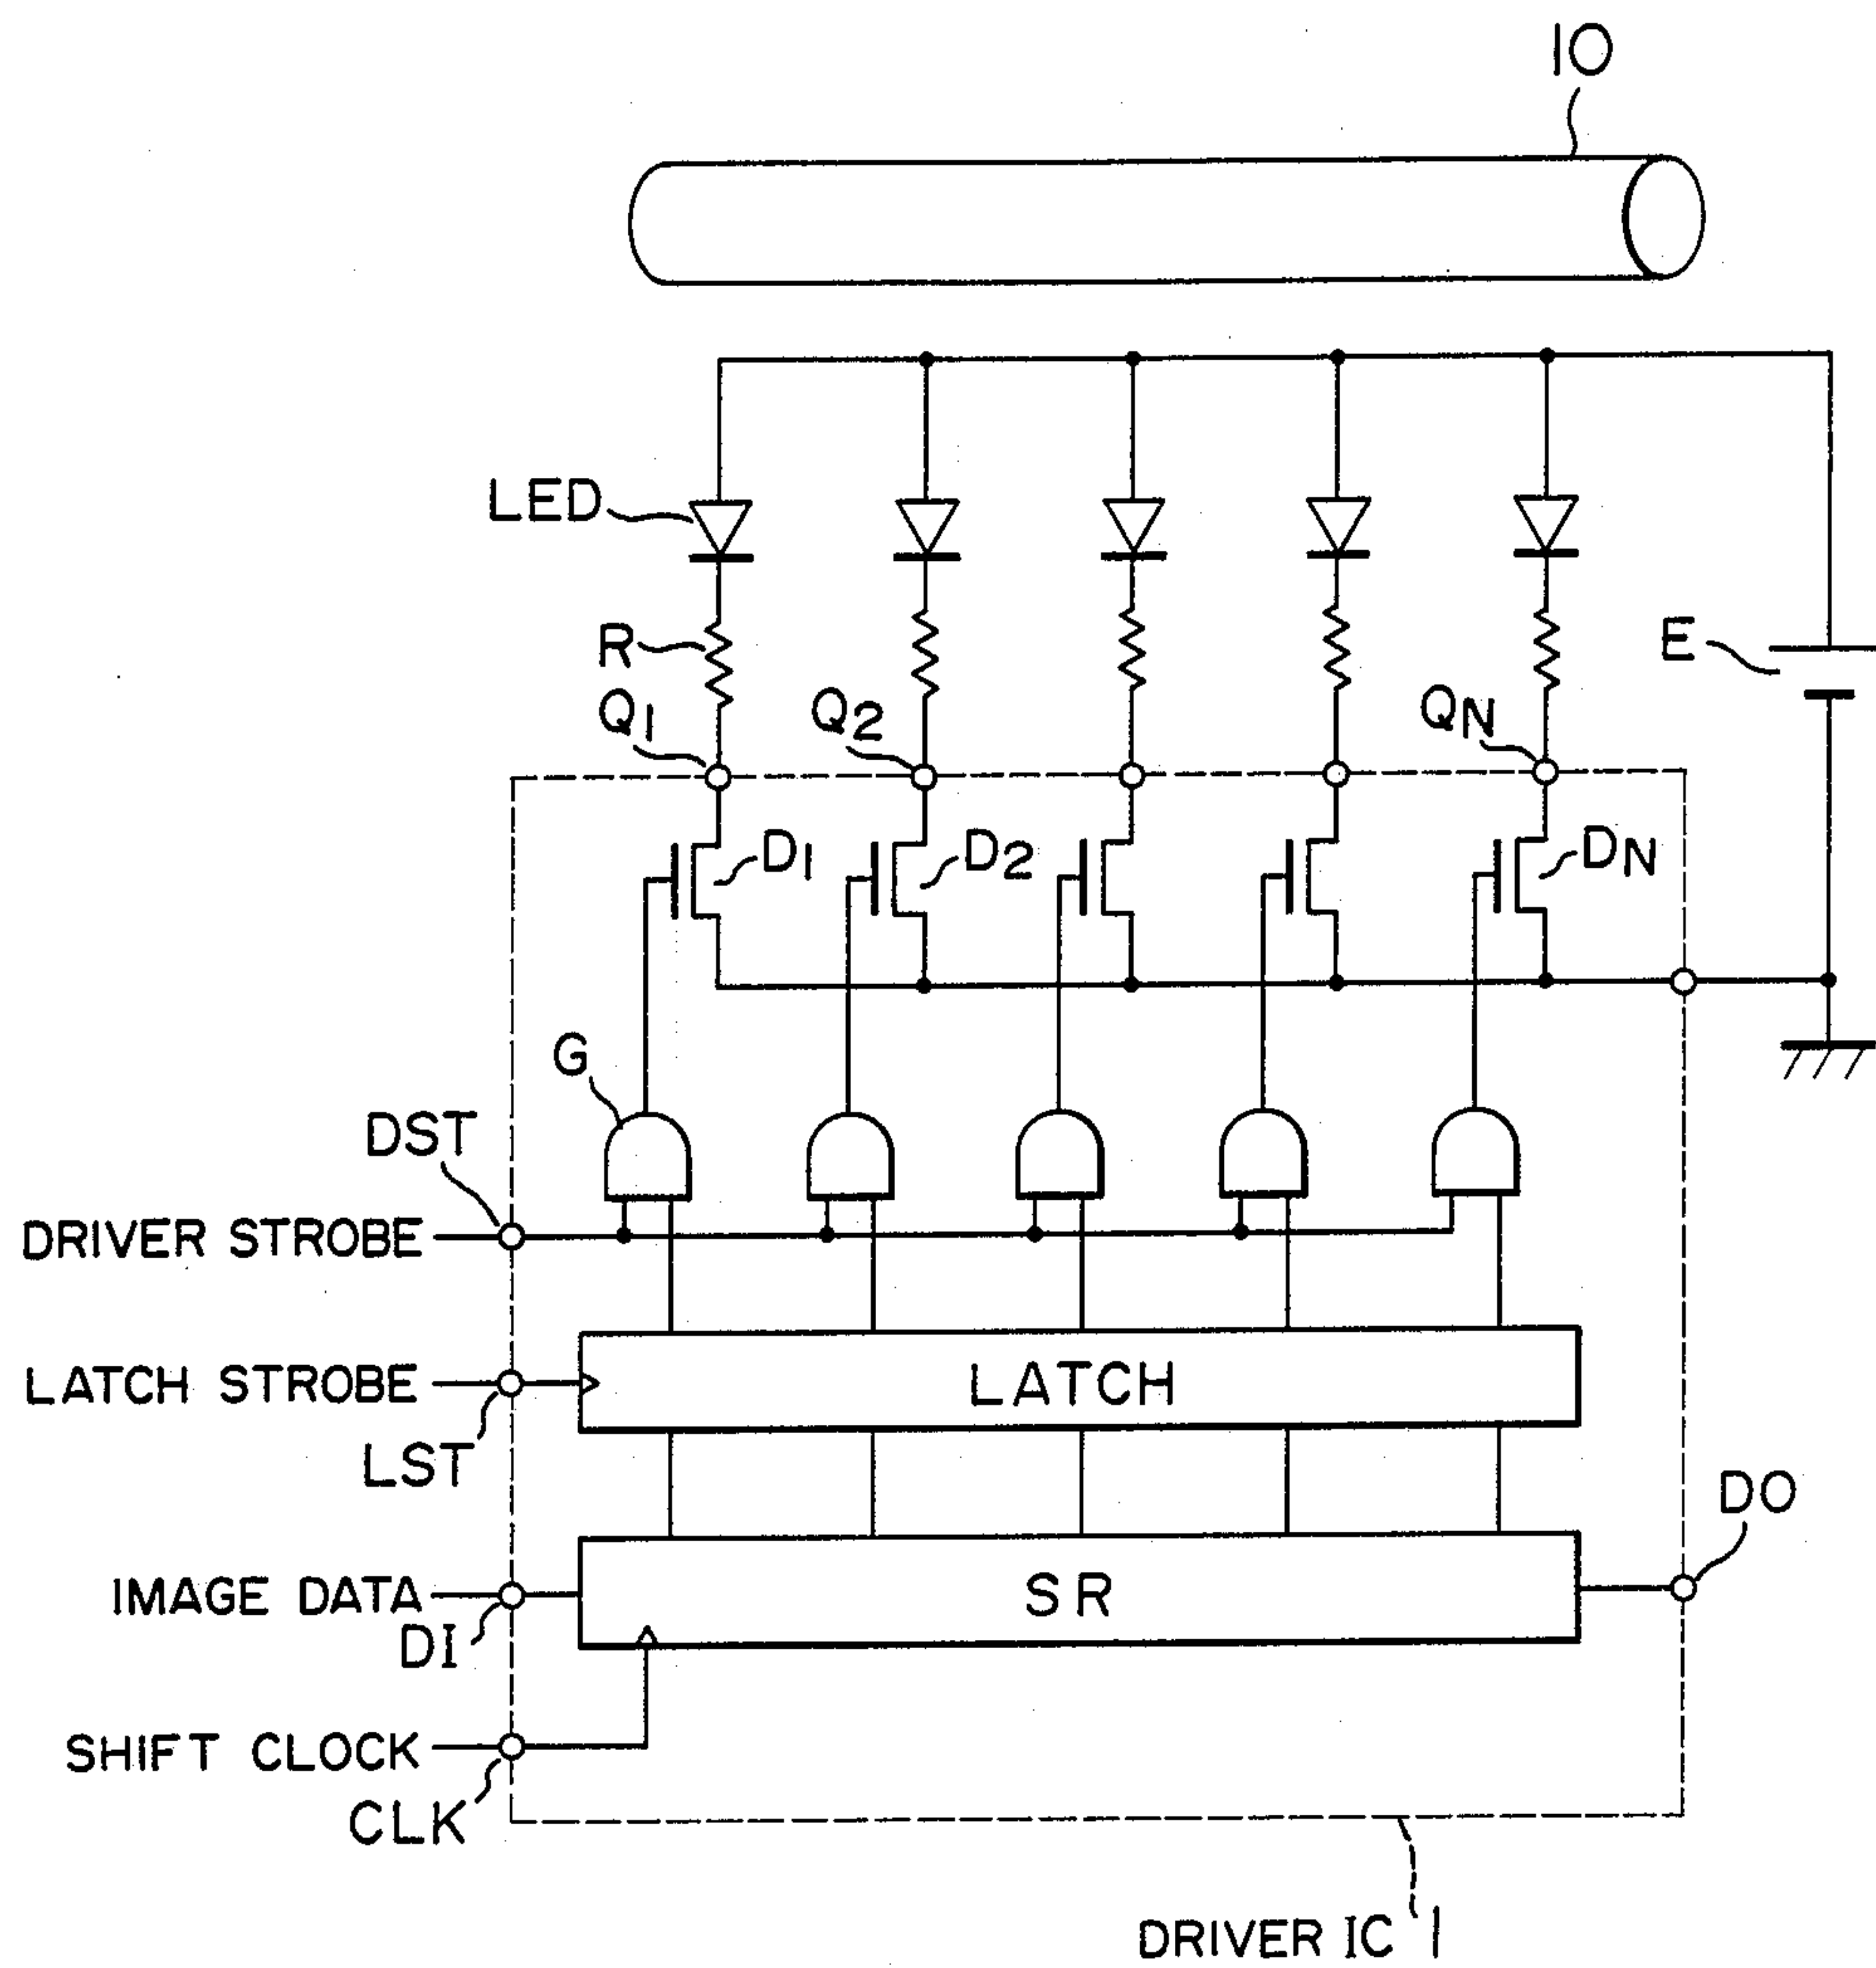 10
LED
R
E
Q1
Q2
QN
D1
D2
DN
G
DST
DRIVER STROBE
LATCH STROBE
LATCH
LST
DO
IMAGE DATA
SR
DI
SHIFT CLOCK
CLK
DRIVER IC 1